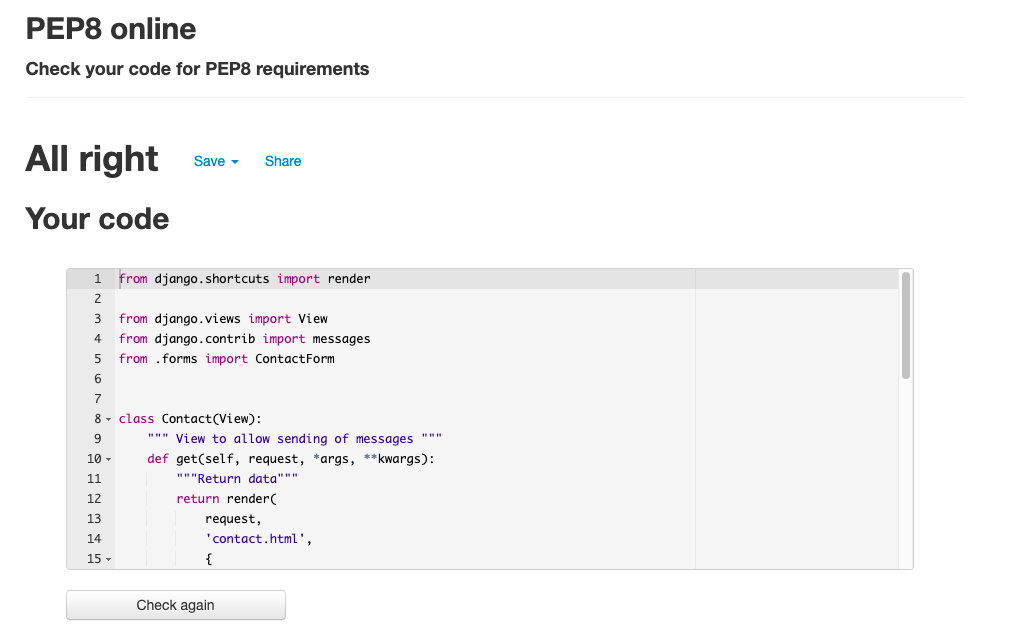 PEP8 online
Check your code for PEP8 requirements
All right Save Share
Your code
1 from django.shortcuts import render
2
3 from django.views import View
4 from django.contrib import messages
5 from .forms import ContactForm
6
7
8 class Contact(View):
9     """ View to allow sending of messages """
10     def get(self, request, *args, **kwargs):
11         """Return data"""
12         return render(
13             request,
14             'contact.html',
15             {
Check again